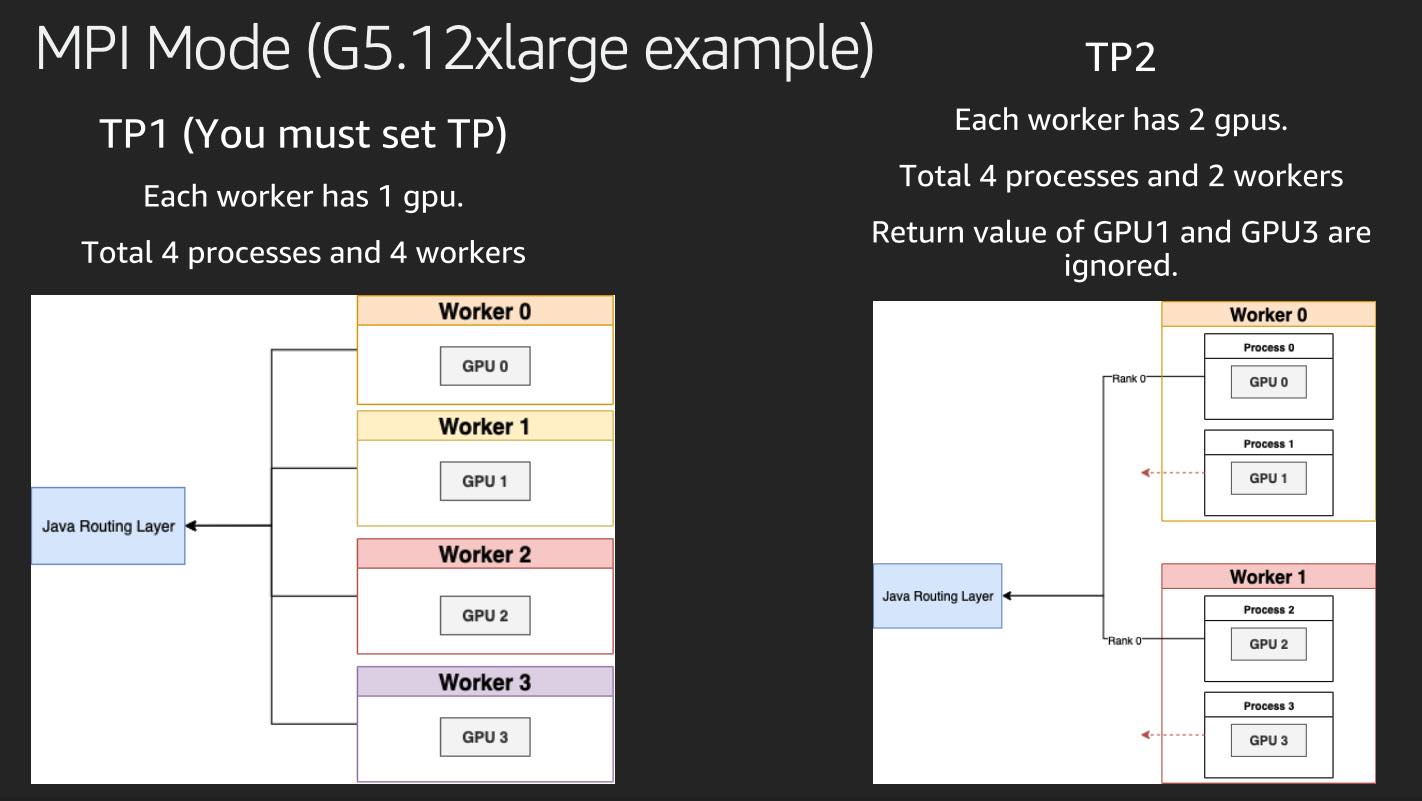 MPI Mode (G5.12xlarge example)
TP1 (You must set TP)
Each worker has 1 gpu.
Total 4 processes and 4 workers
Worker 0
GPU 0
Worker 1
GPU 1
Java Routing Layer
Worker 2
GPU 2
Worker 3
GPU 3
TP2
Each worker has 2 gpus.
Total 4 processes and 2 workers
Return value of GPU1 and GPU3 are
ignored.
Worker 0
Process 0
Rank 0
GPU 0
Process 1
GPU 1
Worker 1
Java Routing Layer
Process 2
Rank 0
GPU 2
Process 3
GPU 3